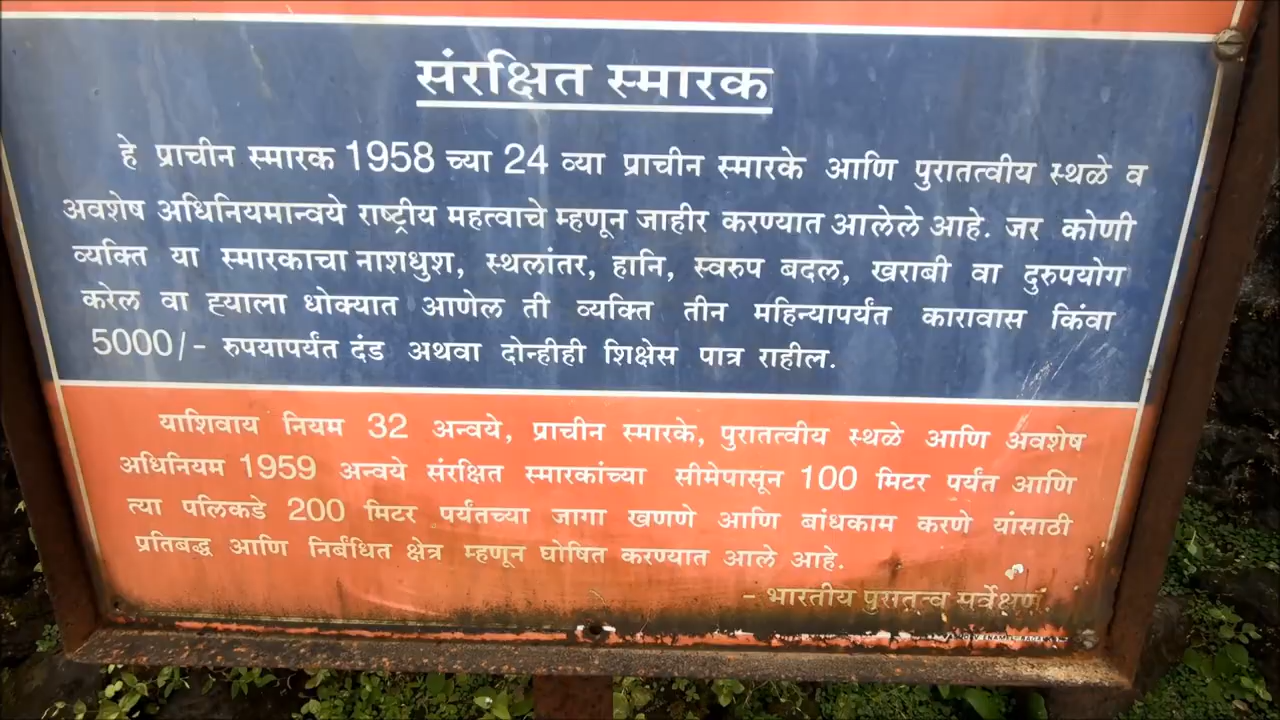 संरक्षित स्मारक
हे प्राचीन स्मारक 1958 च्या 24 व्या प्राचीन स्मारके आणि पुरातत्वीय स्थळे व
अवशेष अधिनियमान्वये राष्ट्रीय महत्वाचे म्हणून जाहीर करण्यात आलेले आहे. जर कोणी
व्यक्ति या स्मारकाचा नाशधुश, स्थलांतर, हानि, स्वरुप बदल, खराबी वा दुरुपयोग
करेल वा ह्याला धोक्यात आणेल ती व्यक्ति तीन महिन्यापर्यंत कारावास किंवा
5000/- रुपयापर्यंत दंड अथवा दोन्हीही शिक्षेस पात्र राहील.
याशिवाय नियम 32 अन्वये, प्राचीन स्मारके, पुरातत्वीय स्थळे आणि अवशेष
अधिनियम 1959 अन्वये संरक्षित स्मारकांच्या सीमेपासून 100 मिटर पर्यंत आणि
त्या पलिकडे 200 मिटर पर्यंतच्या जागा खणणे आणि बांधकाम करणे यांसाठी
प्रतिबद्ध आणि निर्बंधित क्षेत्र म्हणून घोषित करण्यात आले आहे.
- भारतीय पुरातत्व सर्वेक्षण